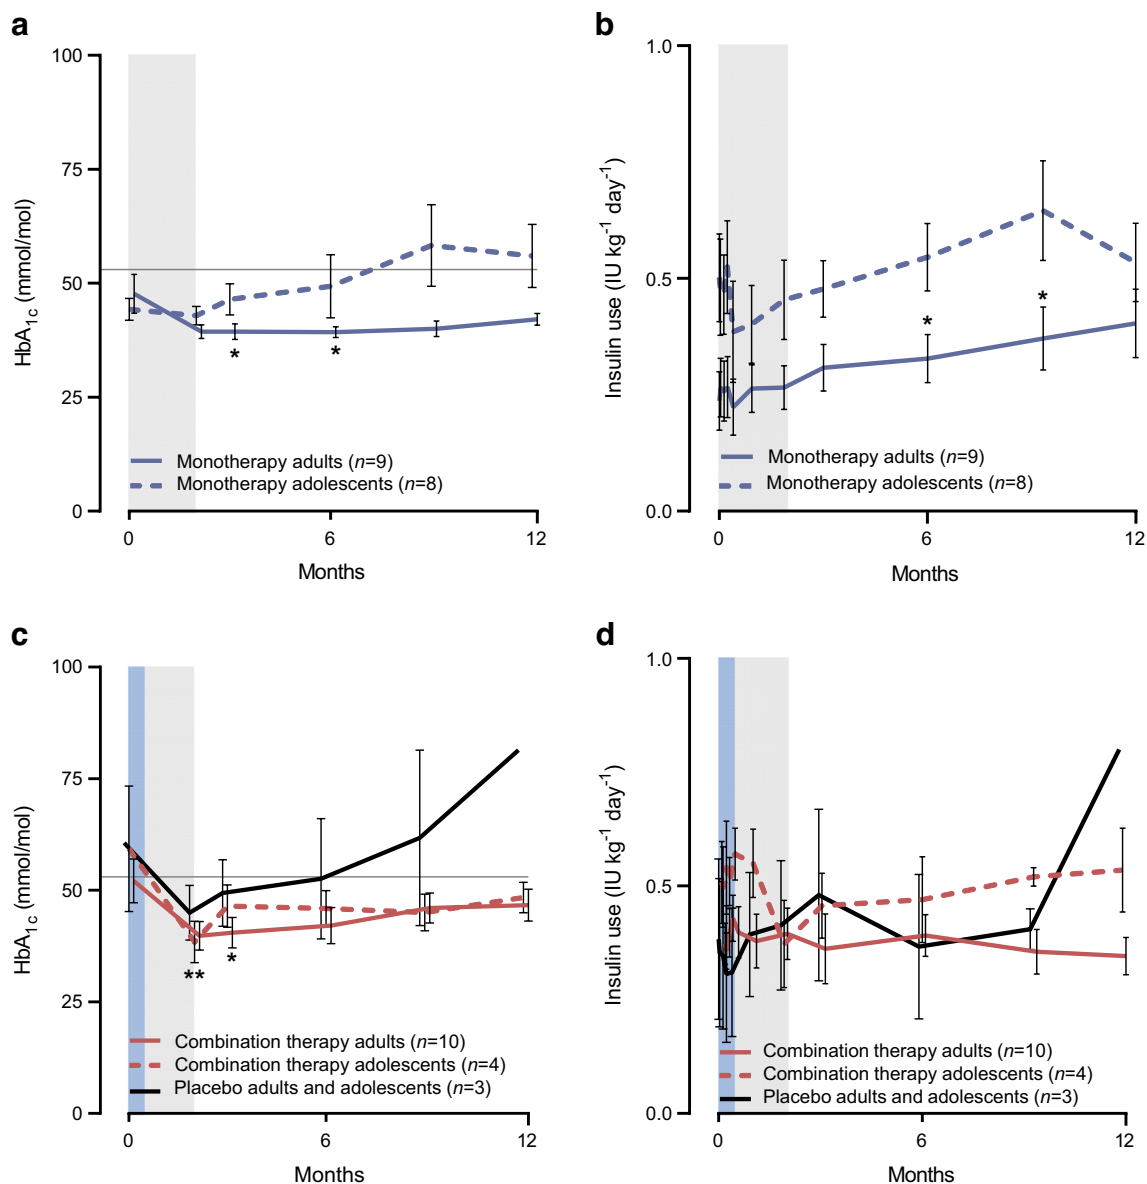 a
100
75
50
25
0
HbA1c (mmol/mol)
*
*
Monotherapy adults (n=9)
Monotherapy adolescents (n=8)
0
6
12
Months
b
1.0
0.5
0.0
Insulin use (IU kg-1 day-1)
*
*
Monotherapy adults (n=9)
Monotherapy adolescents (n=8)
0
6
12
Months
c
100
75
50
25
0
HbA1c (mmol/mol)
**
*
Combination therapy adults (n=10)
Combination therapy adolescents (n=4)
Placebo adults and adolescents (n=3)
0
6
12
Months
d
1.0
0.5
0.0
Insulin use (IU kg-1 day-1)
Combination therapy adults (n=10)
Combination therapy adolescents (n=4)
Placebo adults and adolescents (n=3)
0
6
12
Months